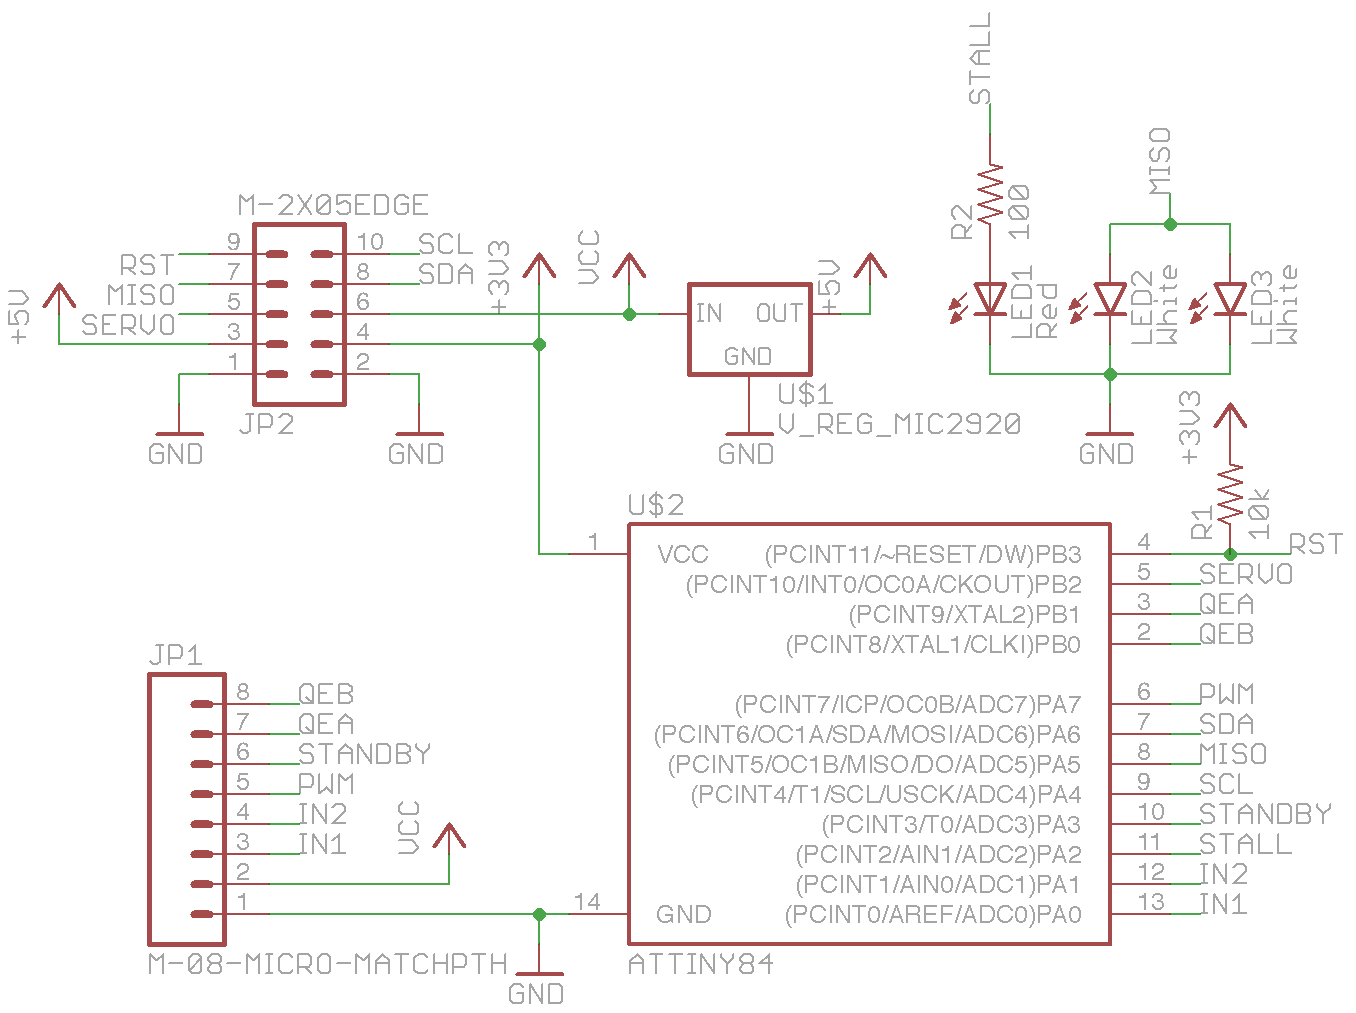 STALL
MISO
R2
100
LED1
Red
LED2
White
LED3
White
GND
M-2X05EDGE
9
10
SCL
RST
7
8
SDA
MISO
5
6
SERVO
3
4
1
2
+5V
JP2
GND
GND
+3V3
VCC
IN
OUT
GND
+5V
U$1
V_REG_MIC2920
GND
+3V3
R1
10k
RST
U$2
1
VCC
(PCINT11/~RESET/DW)PB3
4
(PCINT10/INT0/OC0A/CKOUT)PB2
5
SERVO
(PCINT9/XTAL2)PB1
3
QEA
(PCINT8/XTAL1/CLKI)PB0
2
QEB
(PCINT7/ICP/OC0B/ADC7)PA7
6
PWM
(PCINT6/OC1A/SDA/MOSI/ADC6)PA6
7
SDA
(PCINT5/OC1B/MISO/DO/ADC5)PA5
8
MISO
(PCINT4/T1/SCL/USCK/ADC4)PA4
9
SCL
(PCINT3/T0/ADC3)PA3
10
STANDBY
(PCINT2/AIN1/ADC2)PA2
11
STALL
(PCINT1/AIN0/ADC1)PA1
12
IN2
14
GND
(PCINT0/AREF/ADC0)PA0
13
IN1
ATTINY84
JP1
8
QEB
7
QEA
6
STANDBY
5
PWM
4
IN2
3
IN1
2
VCC
1
M-08-MICRO-MATCHPTH
GND